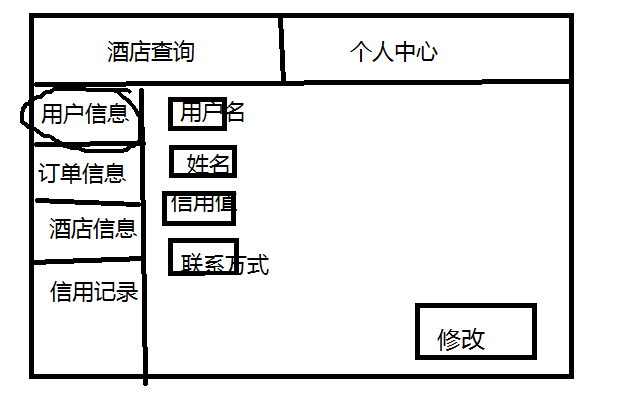 酒店查询
个人中心
用户信息
用户名
订单信息
姓名
酒店信息
信用值
信用记录
联系方式
修改